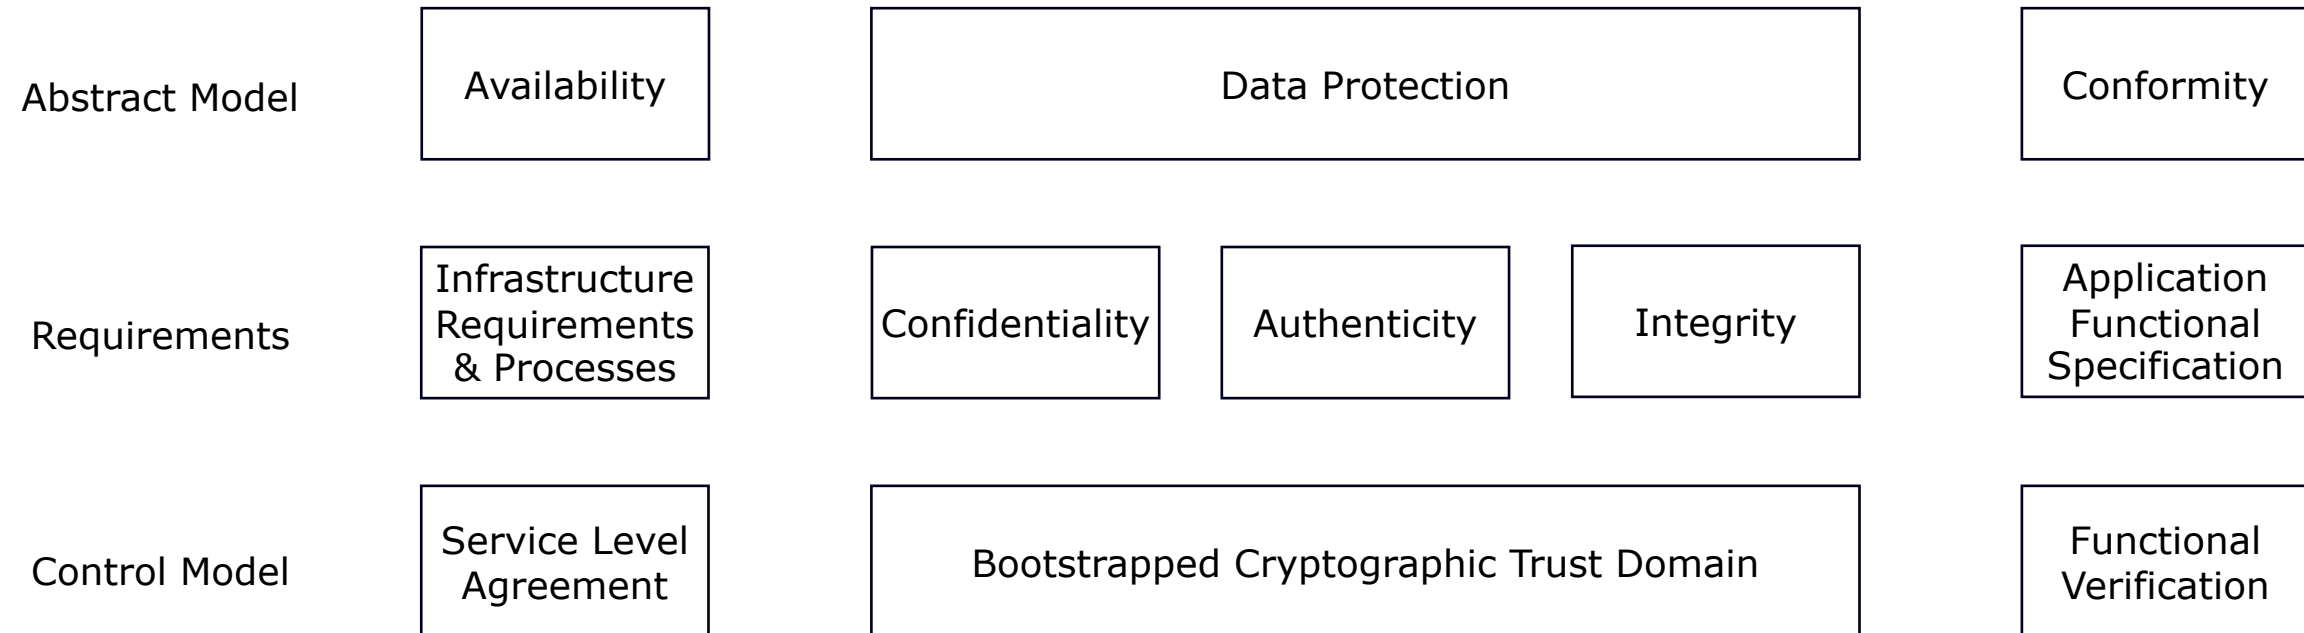 Abstract Model
Availability
Data Protection
Conformity
Requirements
Infrastructure
Requirements
& Processes
Confidentiality
Authenticity
Integrity
Application
Functional
Specification
Control Model
Service Level
Agreement
Bootstrapped Cryptographic Trust Domain
Functional
Verification